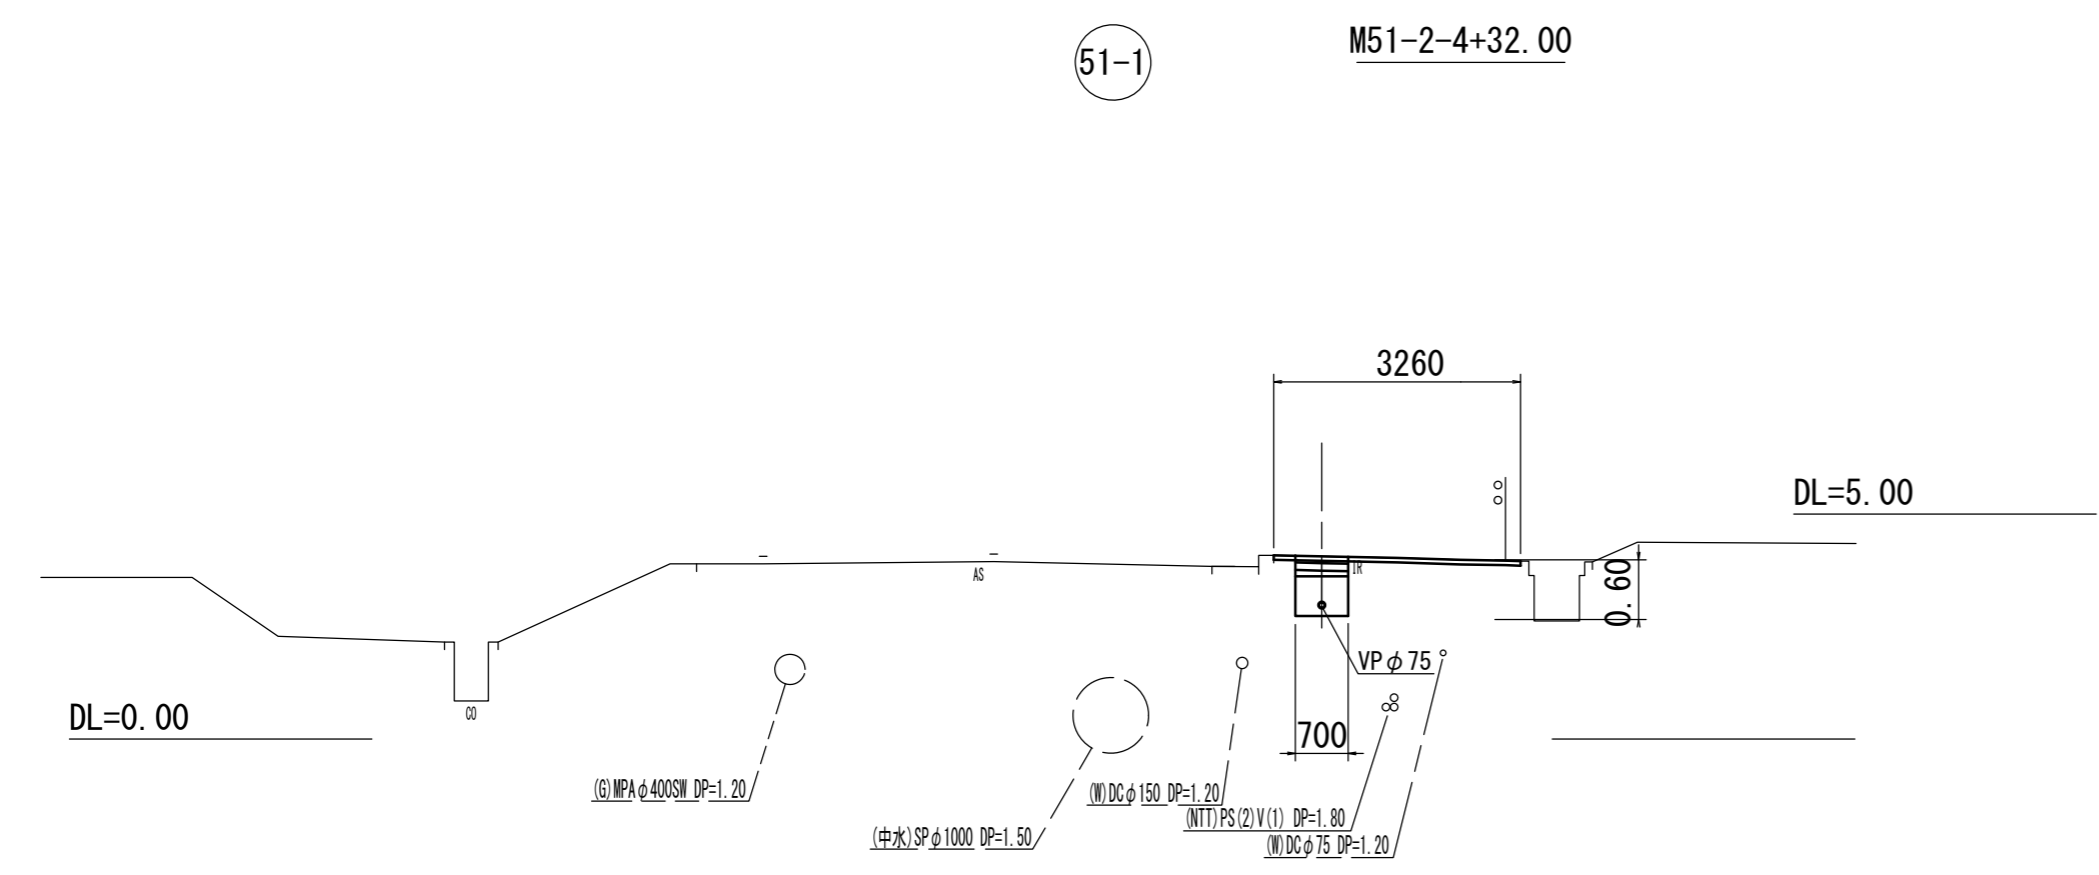 51-1
M51-2-4+32.00
3260
DL=5.00
AS
IR
0.60
VPφ75
CO
DL=0.00
700
(G)MPAφ400SW DP=1.20
(W)DCφ150 DP=1.20
(NTT)PS(2)V(1) DP=1.80
(中水)SPφ1000 DP=1.50
(W)DCφ75 DP=1.20